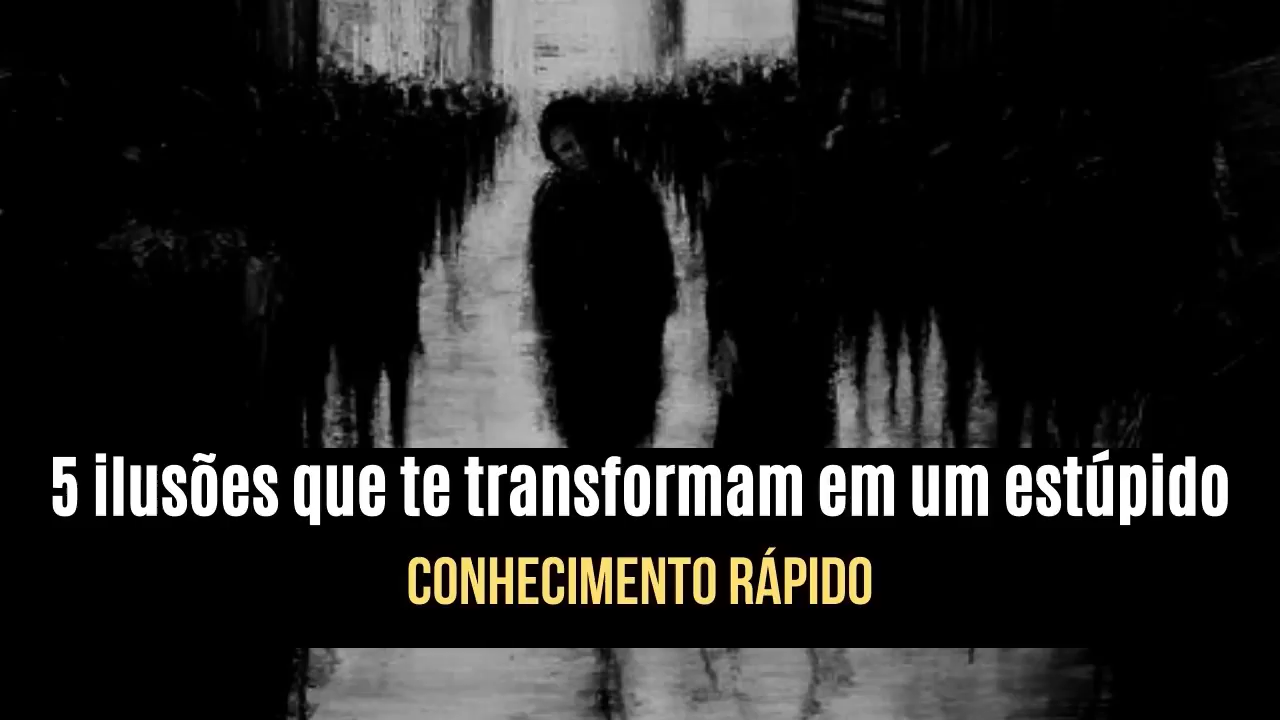 5 ilusões que te transformam em um estúpido
CONHECIMENTO RÁPIDO